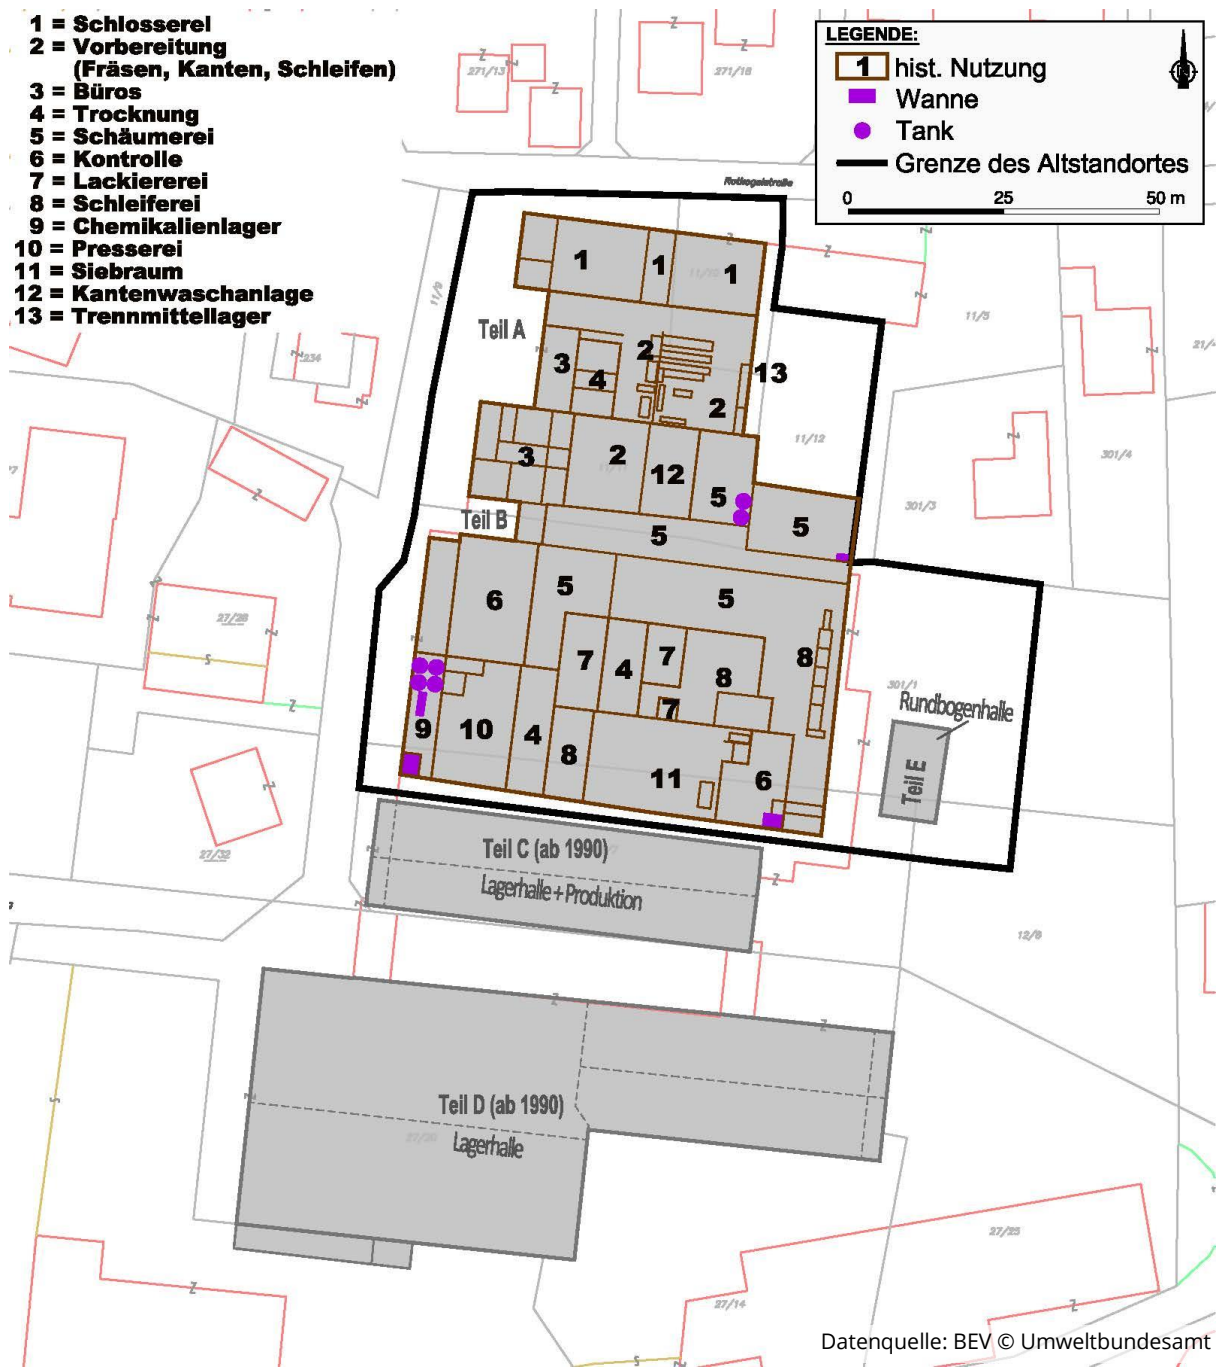 1 = Schlosserei
2 = Vorbereitung
(Fräsen, Kanten, Schleifen)
3 = Büros
4 = Trocknung
5 = Schäumerei
6 = Kontrolle
7 = Lackiererei
8 = Schleiferei
9 = Chemikalienlager
10 = Presserei
11 = Siebraum
12 = Kantenwaschanlage
13 = Trennmittellager
LEGENDE:
1 hist. Nutzung
Wanne
Tank
Grenze des Altstandortes
0 25 50 m
271/13
271/18
Rotkogelstraße
11/9
1 1 1
11/5
Teil A
234
2
3
4
13
2
11/12
301/4
3
2
12
5
5
301/3
Teil B
5
5
5
6
27/28
7
4
7
8
8
7
301/1
Rundbogenhalle
9
10
4
8
11
6
Teil E
27/32
Teil C (ab 1990)
Lagerhalle + Produktion
12/8
Teil D (ab 1990)
Lagerhalle
27/25
27/14
Datenquelle: BEV © Umweltbundesamt